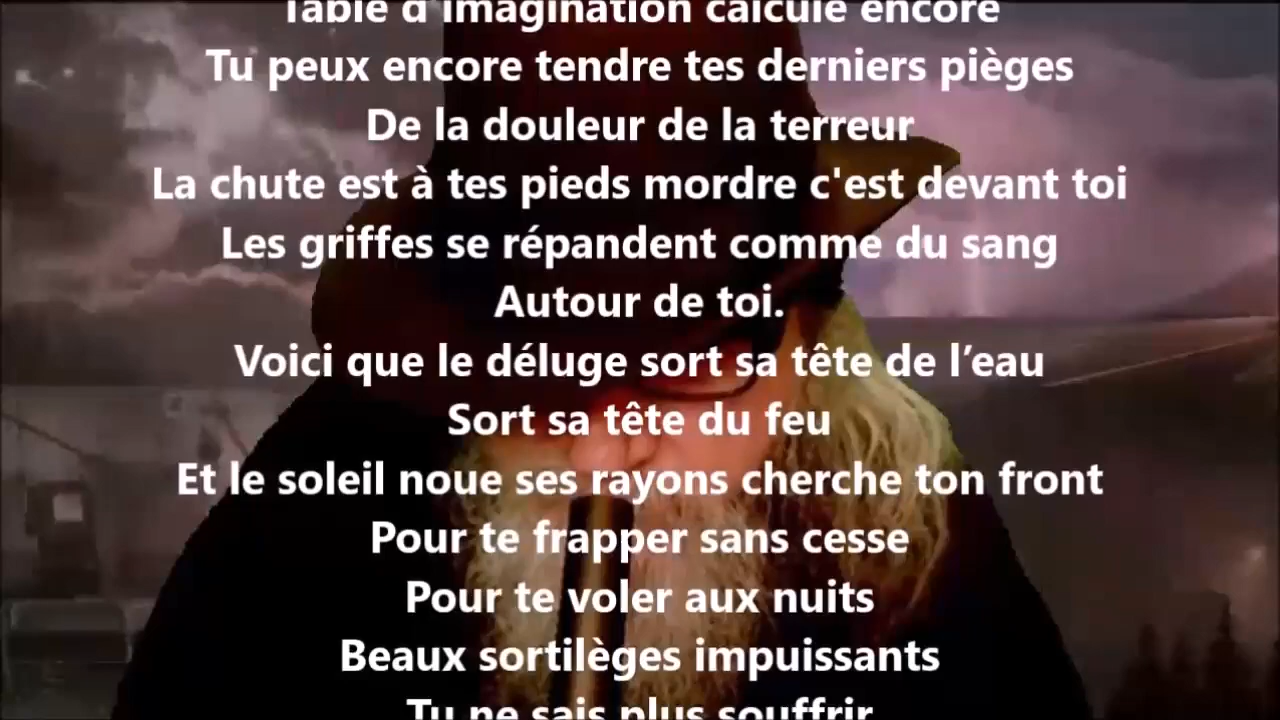 Table d'imagination calcule encore
Tu peux encore tendre tes derniers pièges
De la douleur de la terreur
La chute est à tes pieds mordre c'est devant toi
Les griffes se répandent comme du sang
Autour de toi.
Voici que le déluge sort sa tête de l’eau
Sort sa tête du feu
Et le soleil noue ses rayons cherche ton front
Pour te frapper sans cesse
Pour te voler aux nuits
Beaux sortilèges impuissants
Tu ne sais plus souffrir